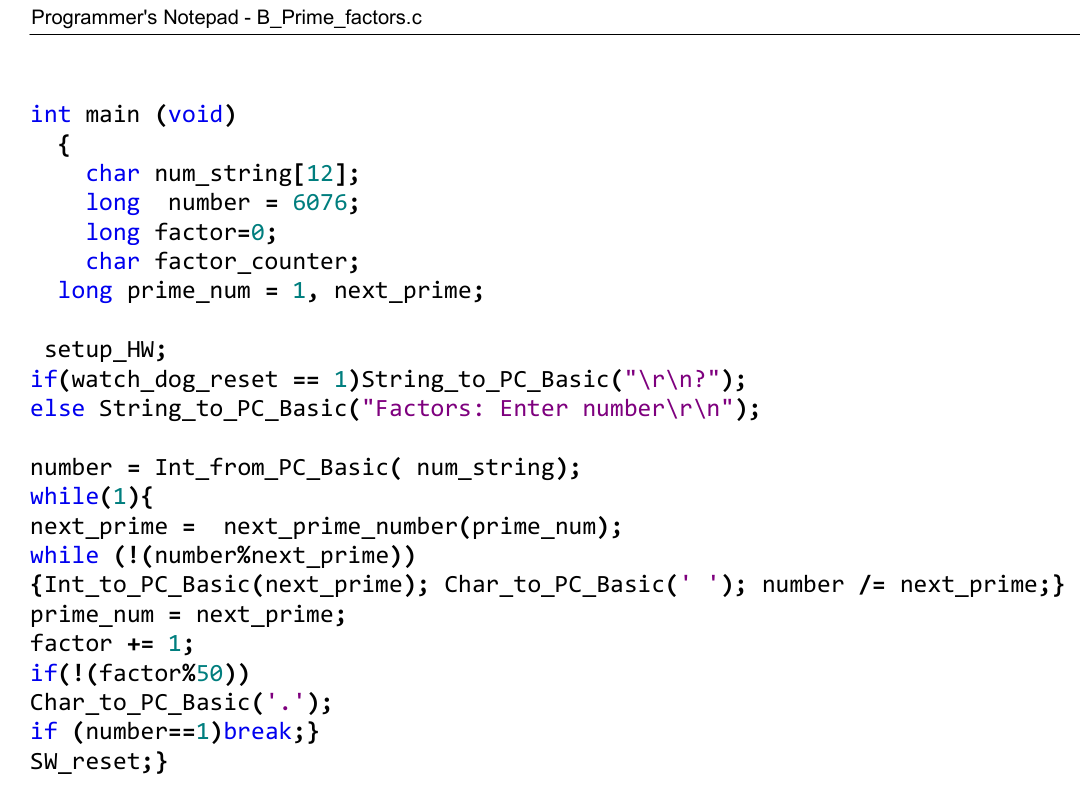 Programmer's Notepad - B_Prime_factors.c
int main (void)
{
char num_string[12];
long  number = 6076;
long factor=0;
char factor_counter;
long prime_num = 1, next_prime;
setup_HW;
if(watch_dog_reset == 1)String_to_PC_Basic("\r\n?");
else String_to_PC_Basic("Factors: Enter number\r\n");
number = Int_from_PC_Basic( num_string);
while(1){
next_prime =  next_prime_number(prime_num);
while (!(number%next_prime))
{Int_to_PC_Basic(next_prime); Char_to_PC_Basic(' '); number /= next_prime;}
prime_num = next_prime;
factor += 1;
if(!(factor%50))
Char_to_PC_Basic('.');
if (number==1)break;}
SW_reset;}